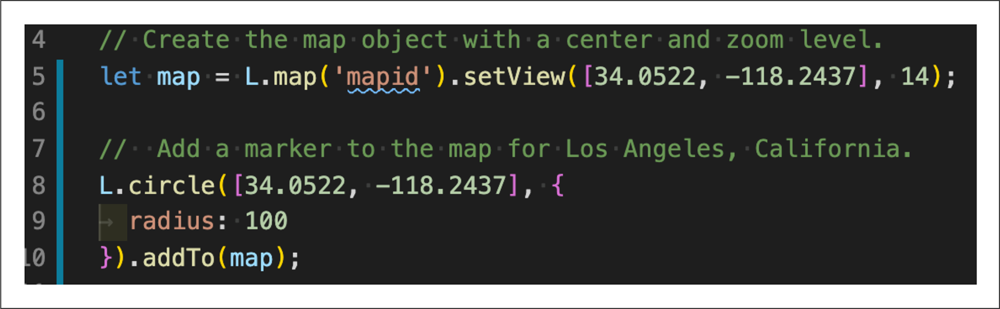 4 // Create the map object with a center and zoom level.
5 let map = L.map('mapid').setView([34.0522, -118.2437], 14);
6
7 //  Add a marker to the map for Los Angeles, California.
8 L.circle([34.0522, -118.2437], {
9 → radius: 100
10 }).addTo(map);